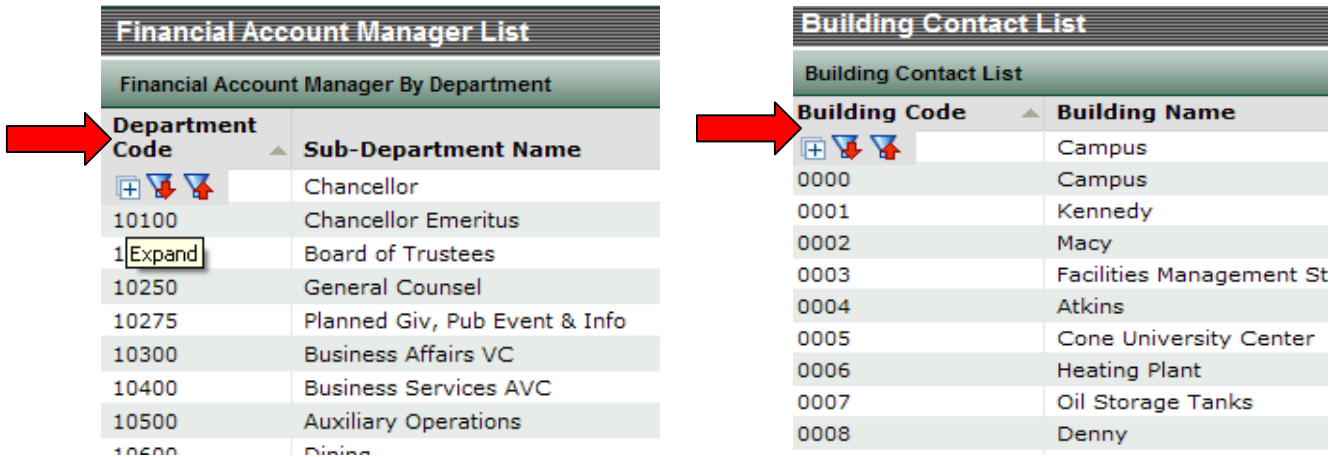 Financial Account Manager List
Financial Account Manager By Department
Department
Code Sub-Department Name
Chancellor
10100 Chancellor Emeritus
1 Expand Board of Trustees
10250 General Counsel
10275 Planned Giv, Pub Event & Info
10300 Business Affairs VC
10400 Business Services AVC
10500 Auxiliary Operations
10600 Dining
Building Contact List
Building Contact List
Building Code Building Name
Campus
0000 Campus
0001 Kennedy
0002 Macy
0003 Facilities Management St
0004 Atkins
0005 Cone University Center
0006 Heating Plant
0007 Oil Storage Tanks
0008 Denny